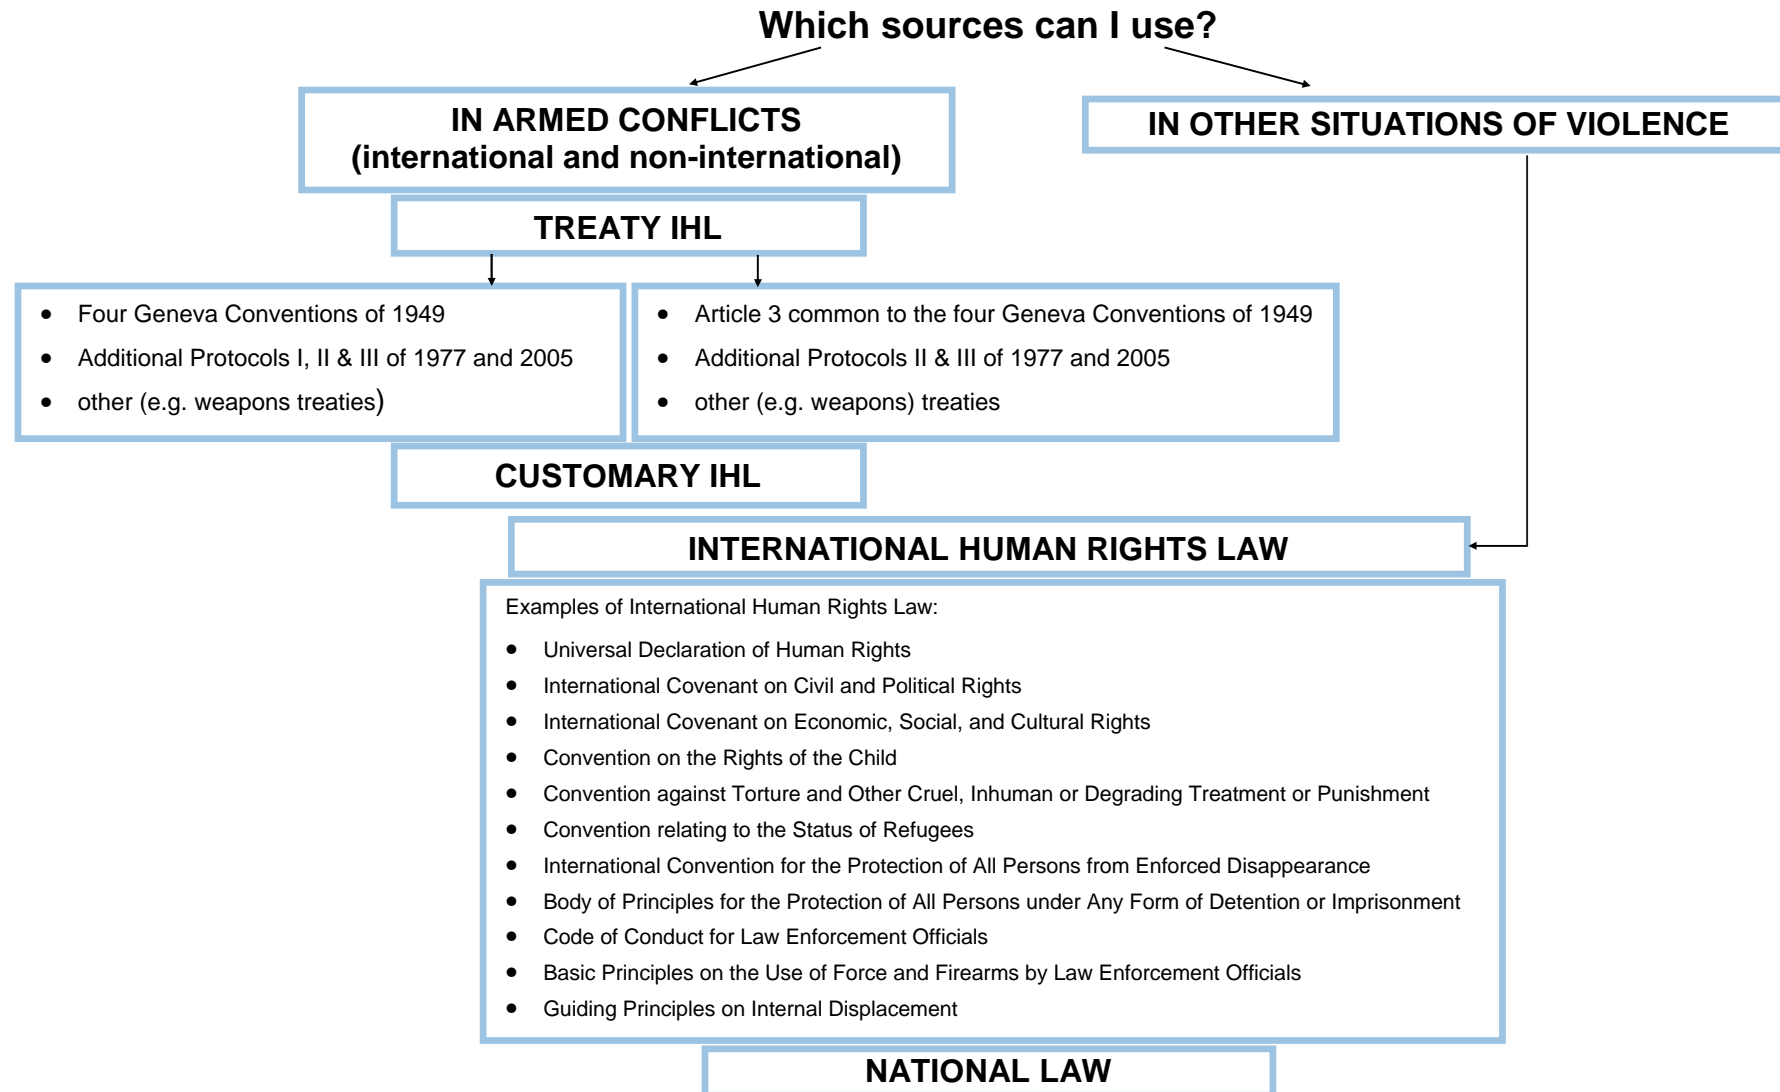 Which sources can I use?
IN ARMED CONFLICTS
(international and non-international)
IN OTHER SITUATIONS OF VIOLENCE
TREATY IHL
• Four Geneva Conventions of 1949
• Additional Protocols I, II & III of 1977 and 2005
• other (e.g. weapons treaties)
• Article 3 common to the four Geneva Conventions of 1949
• Additional Protocols II & III of 1977 and 2005
• other (e.g. weapons) treaties
CUSTOMARY IHL
INTERNATIONAL HUMAN RIGHTS LAW
Examples of International Human Rights Law:
• Universal Declaration of Human Rights
• International Covenant on Civil and Political Rights
• International Covenant on Economic, Social, and Cultural Rights
• Convention on the Rights of the Child
• Convention against Torture and Other Cruel, Inhuman or Degrading Treatment or Punishment
• Convention relating to the Status of Refugees
• International Convention for the Protection of All Persons from Enforced Disappearance
• Body of Principles for the Protection of All Persons under Any Form of Detention or Imprisonment
• Code of Conduct for Law Enforcement Officials
• Basic Principles on the Use of Force and Firearms by Law Enforcement Officials
• Guiding Principles on Internal Displacement
NATIONAL LAW